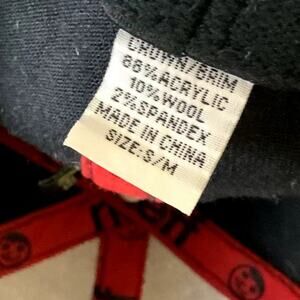 CROWN/BRIM
88%ACRYLIC
10%WOOL
2%SPANDEX
MADE IN CHINA
SIZE:S/M